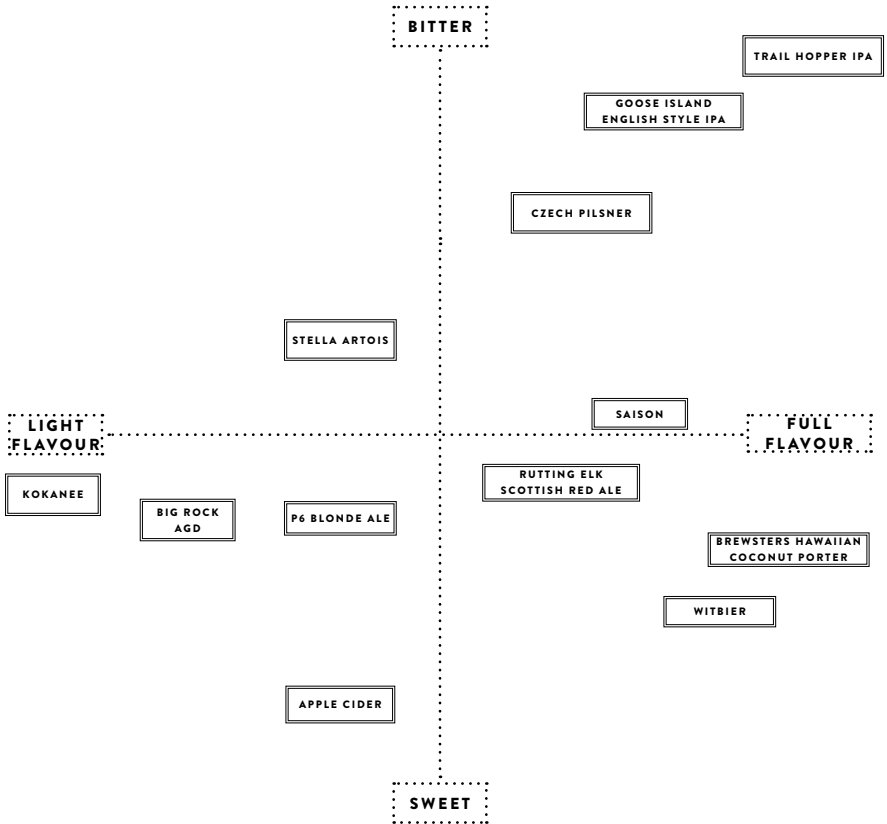 BITTER
TRAIL HOPPER IPA
GOOSE ISLAND
ENGLISH STYLE IPA
CZECH PILSNER
STELLA ARTOIS
SAISON
LIGHT
FLAVOUR
FULL
FLAVOUR
RUTTING ELK
SCOTTISH RED ALE
KOKANEE
BIG ROCK
AGD
P6 BLONDE ALE
BREWSTERS HAWAIIAN
COCONUT PORTER
WITBIER
APPLE CIDER
SWEET